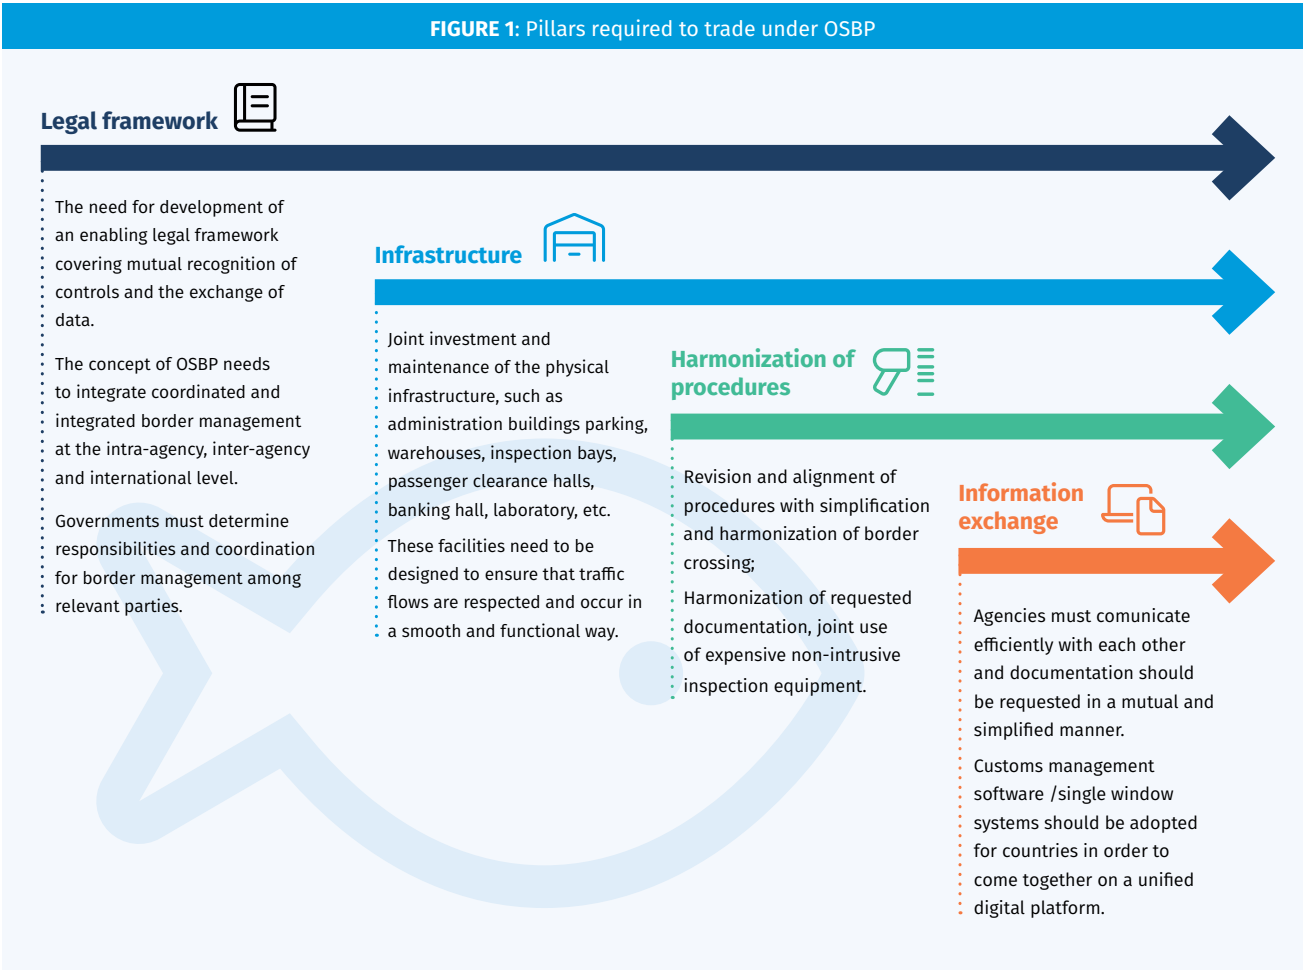 FIGURE 1: Pillars required to trade under OSBP
Legal framework
The need for development of
an enabling legal framework
covering mutual recognition of
controls and the exchange of
data.
The concept of OSBP needs
to integrate coordinated and
integrated border management
at the intra-agency, inter-agency
and international level.
Governments must determine
responsibilities and coordination
for border management among
relevant parties.
Infrastructure
Joint investment and
maintenance of the physical
infrastructure, such as
administration buildings parking,
warehouses, inspection bays,
passenger clearance halls,
banking hall, laboratory, etc.
These facilities need to be
designed to ensure that traffic
flows are respected and occur in
a smooth and functional way.
Harmonization of
procedures
Revision and alignment of
procedures with simplification
and harmonization of border
crossing;
Harmonization of requested
documentation, joint use
of expensive non-intrusive
inspection equipment.
Information
exchange
Agencies must comunicate
efficiently with each other
and documentation should
be requested in a mutual and
simplified manner.
Customs management
software /single window
systems should be adopted
for countries in order to
come together on a unified
digital platform.